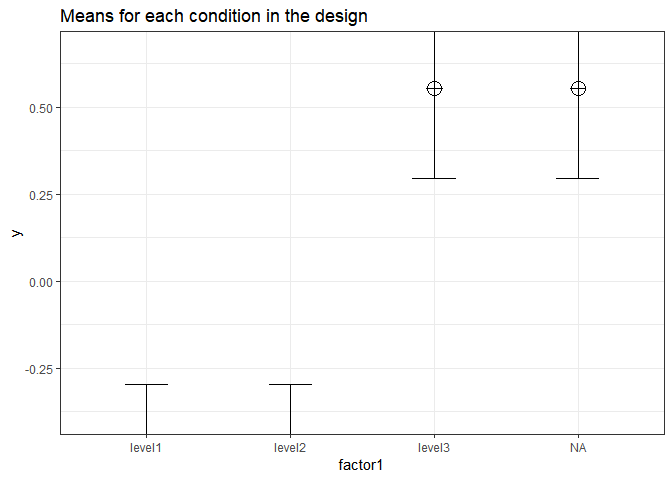 Means for each condition in the design
0.50
0.25
0.00
-0.25
y
level1 level2 level3 NA
factor1